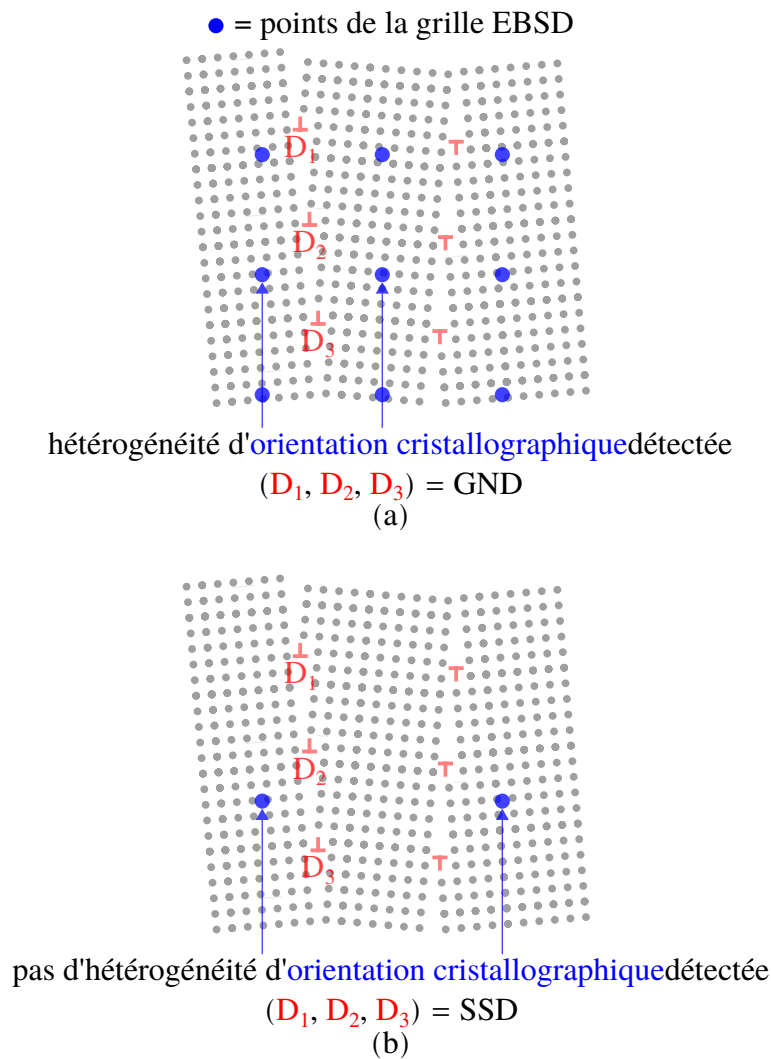 ● = points de la grille EBSD
⊥
D₁
⊤
⊥
D₂
⊤
⊥
D₃
⊤
hétérogénéité d'orientation cristallographiquedétectée
(D₁, D₂, D₃) = GND
(a)
⊥
D₁
⊤
⊥
D₂
⊤
⊥
D₃
⊤
pas d'hétérogénéité d'orientation cristallographiquedétectée
(D₁, D₂, D₃) = SSD
(b)